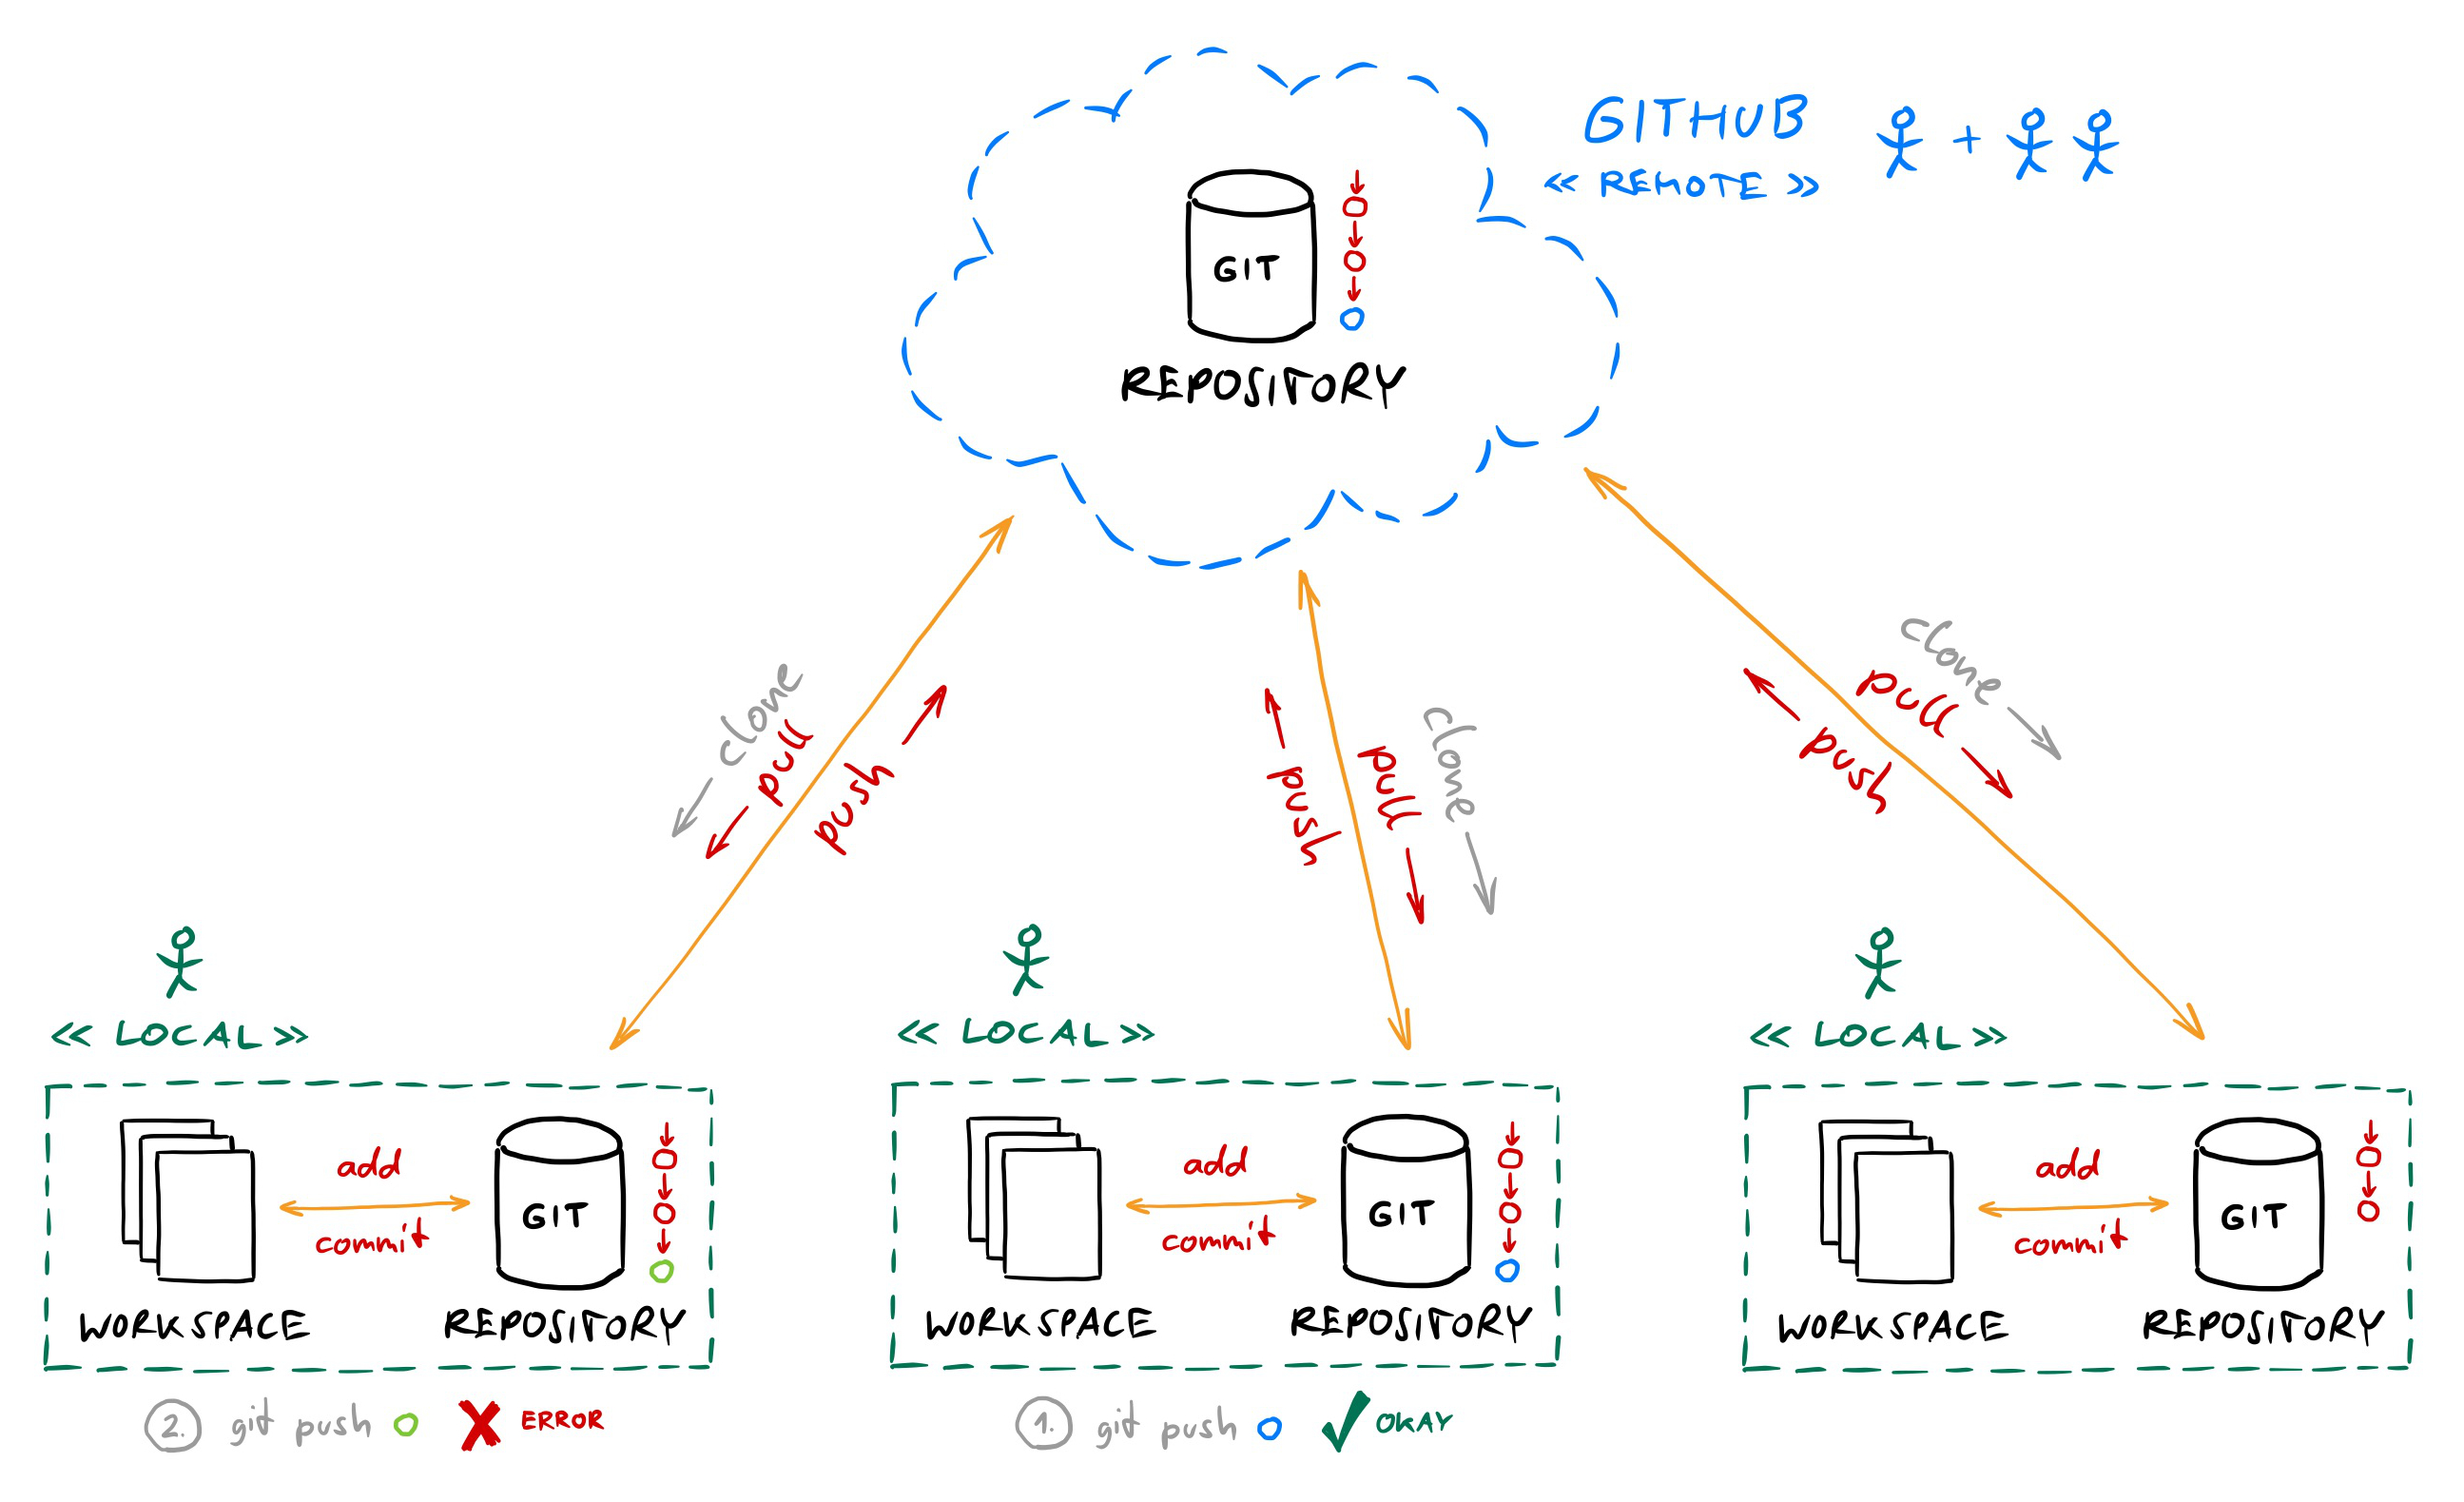 GITHUB
+
<< REMOTE >>
GIT
REPOSITORY
clone
pull
push
push
pull
clone
clone
pull
push
<< LOCAL >>
<< LOCAL >>
<< LOCAL >>
add
commit
GIT
WORKSPACE
REPOSITORY
add
commit
GIT
WORKSPACE
REPOSITORY
add
commit
GIT
WORKSPACE
REPOSITORY
2. git push ERROR
1. git push OKAY